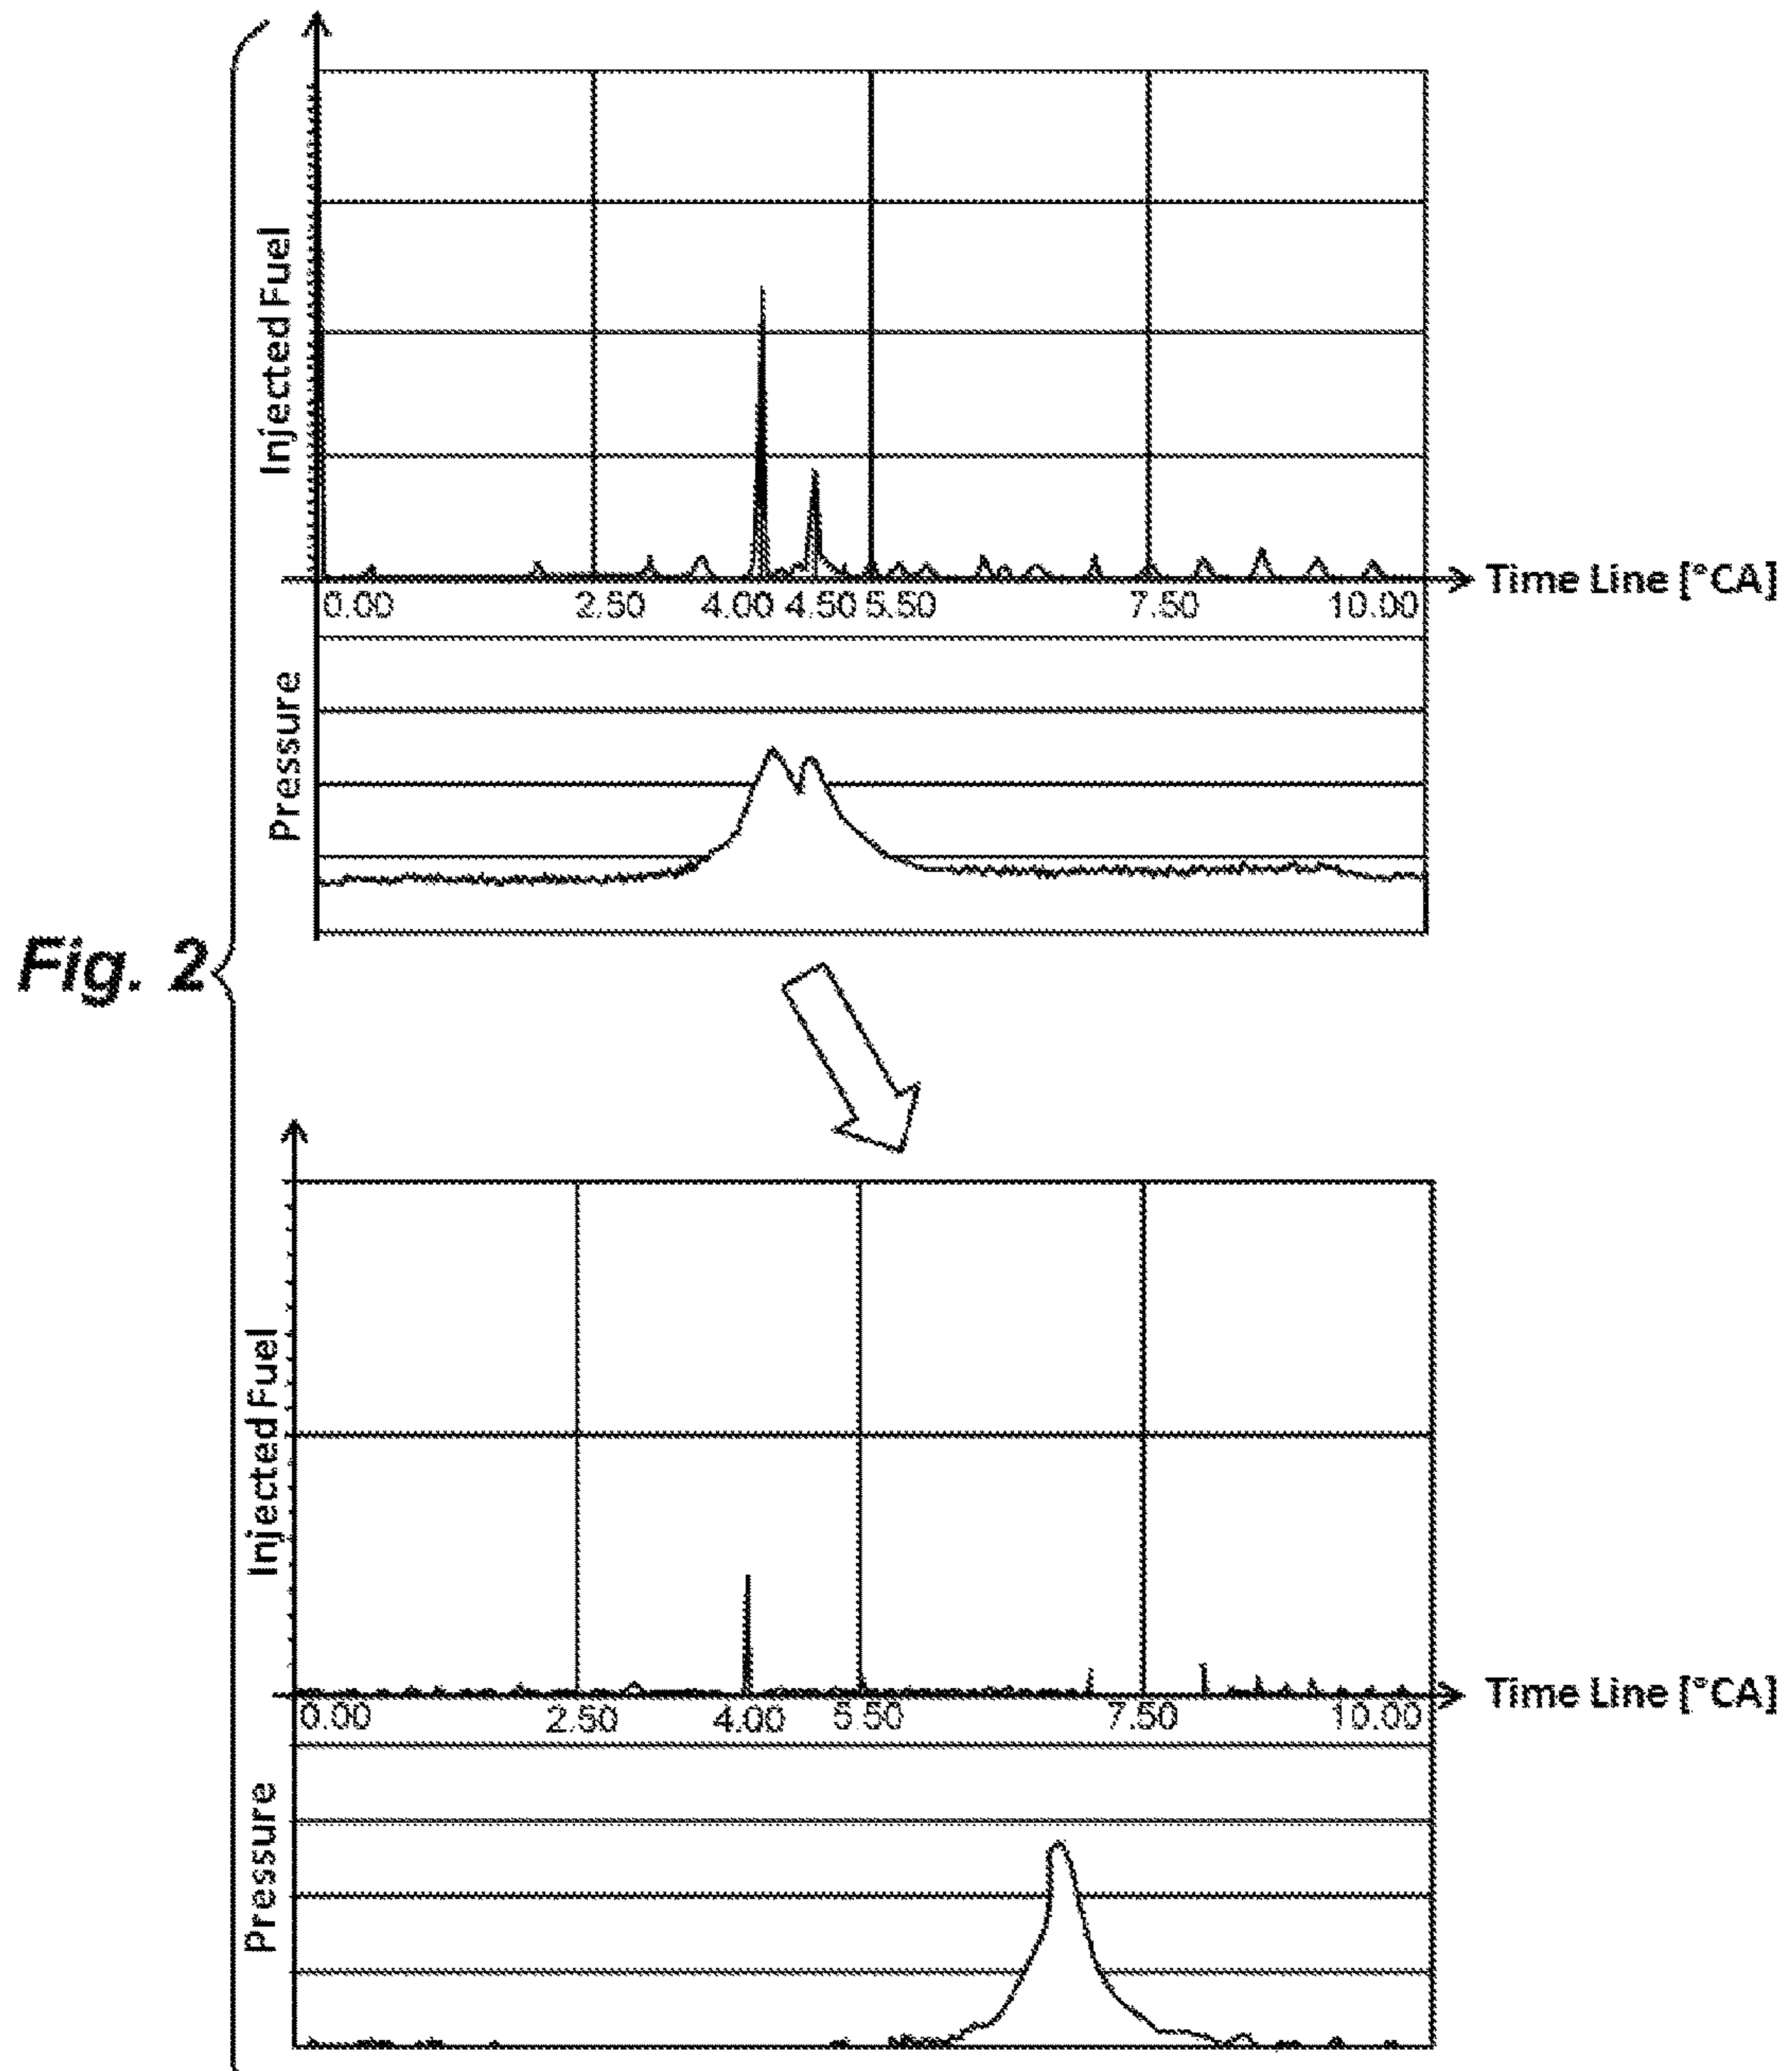 Injected Fuel
Time Line [°CA]
0.00 2.50 4.00 4.50 5.50 7.50 10.00
Pressure
Fig. 2
Injected Fuel
Time Line [°CA]
0.00 2.50 4.00 5.50 7.50 10.00
Pressure